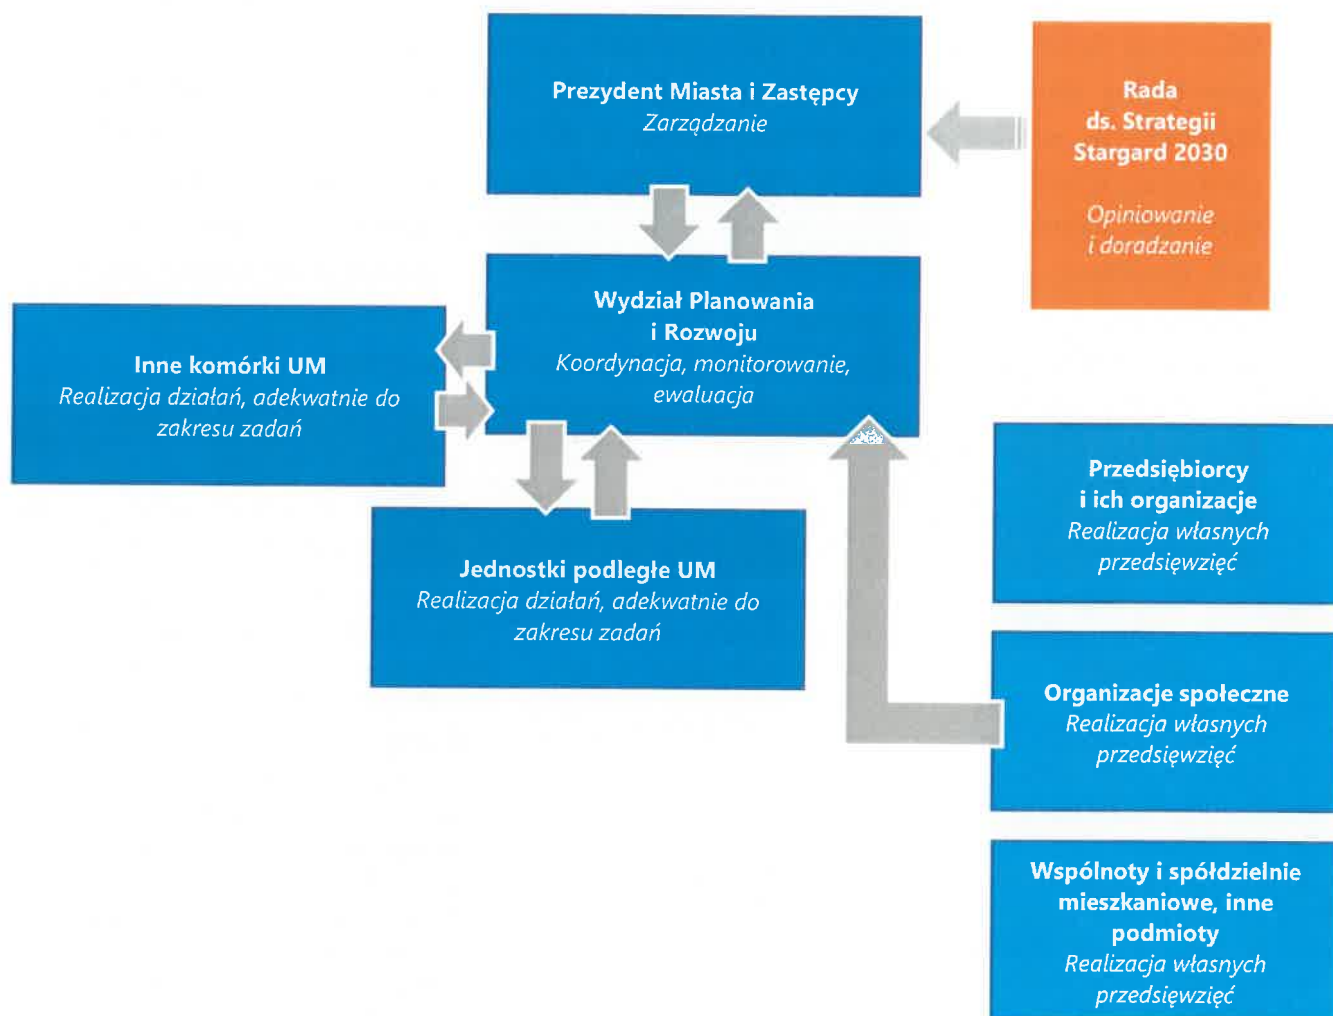 Prezydent Miasta i Zastępcy
Zarządzanie
Rada
ds. Strategii
Stargard 2030
Opiniowanie
i doradzanie
Wydział Planowania
i Rozwoju
Koordynacja, monitorowanie,
ewaluacja
Inne komórki UM
Realizacja działań, adekwatnie do
zakresu zadań
Jednostki podległe UM
Realizacja działań, adekwatnie do
zakresu zadań
Przedsiębiorcy
i ich organizacje
Realizacja własnych
przedsięwzięć
Organizacje społeczne
Realizacja własnych
przedsięwzięć
Wspólnoty i spółdzielnie
mieszkaniowe, inne
podmioty
Realizacja własnych
przedsięwzięć